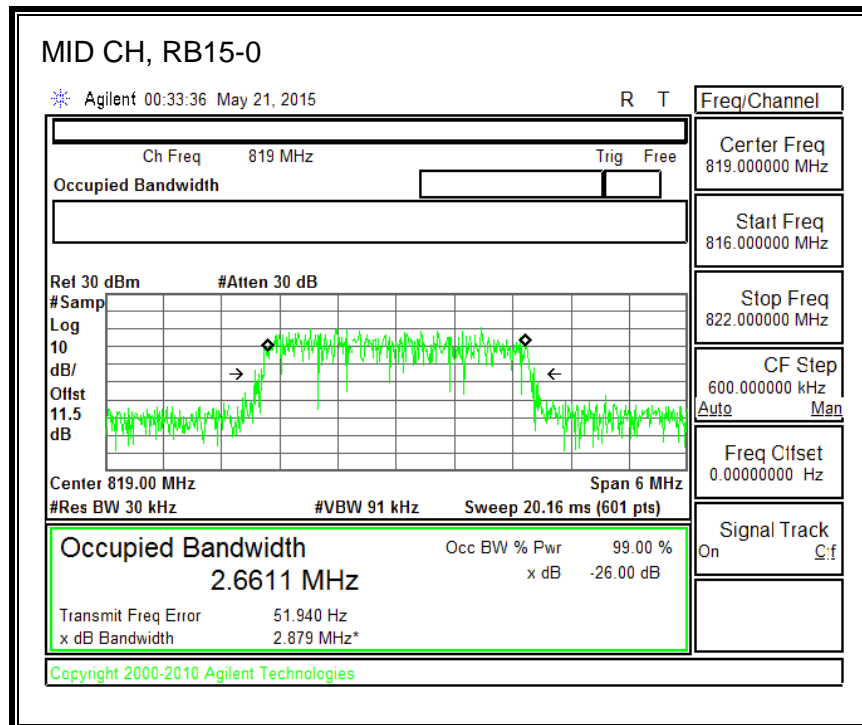 MID CH, RB15-0
Agilent 00:33:36 May 21, 2015 R T
Freq/Channel
Ch Freq 819 MHz Trig Free
Occupied Bandwidth
Center Freq
819.000000 MHz
Start Freq
816.000000 MHz
Stop Freq
822.000000 MHz
CF Step
600.000000 kHz
Auto Man
Freq Offset
0.00000000 Hz
Signal Track
On Off
Ref 30 dBm #Atten 30 dB
#Samp
Log
10
dB/
Offst
11.5
dB
Center 819.00 MHz Span 6 MHz
#Res BW 30 kHz #VBW 91 kHz Sweep 20.16 ms (601 pts)
Occupied Bandwidth Occ BW % Pwr 99.00 %
2.6611 MHz x dB -26.00 dB
Transmit Freq Error 51.940 Hz
x dB Bandwidth 2.879 MHz*
Copyright 2000-2010 Agilent Technologies